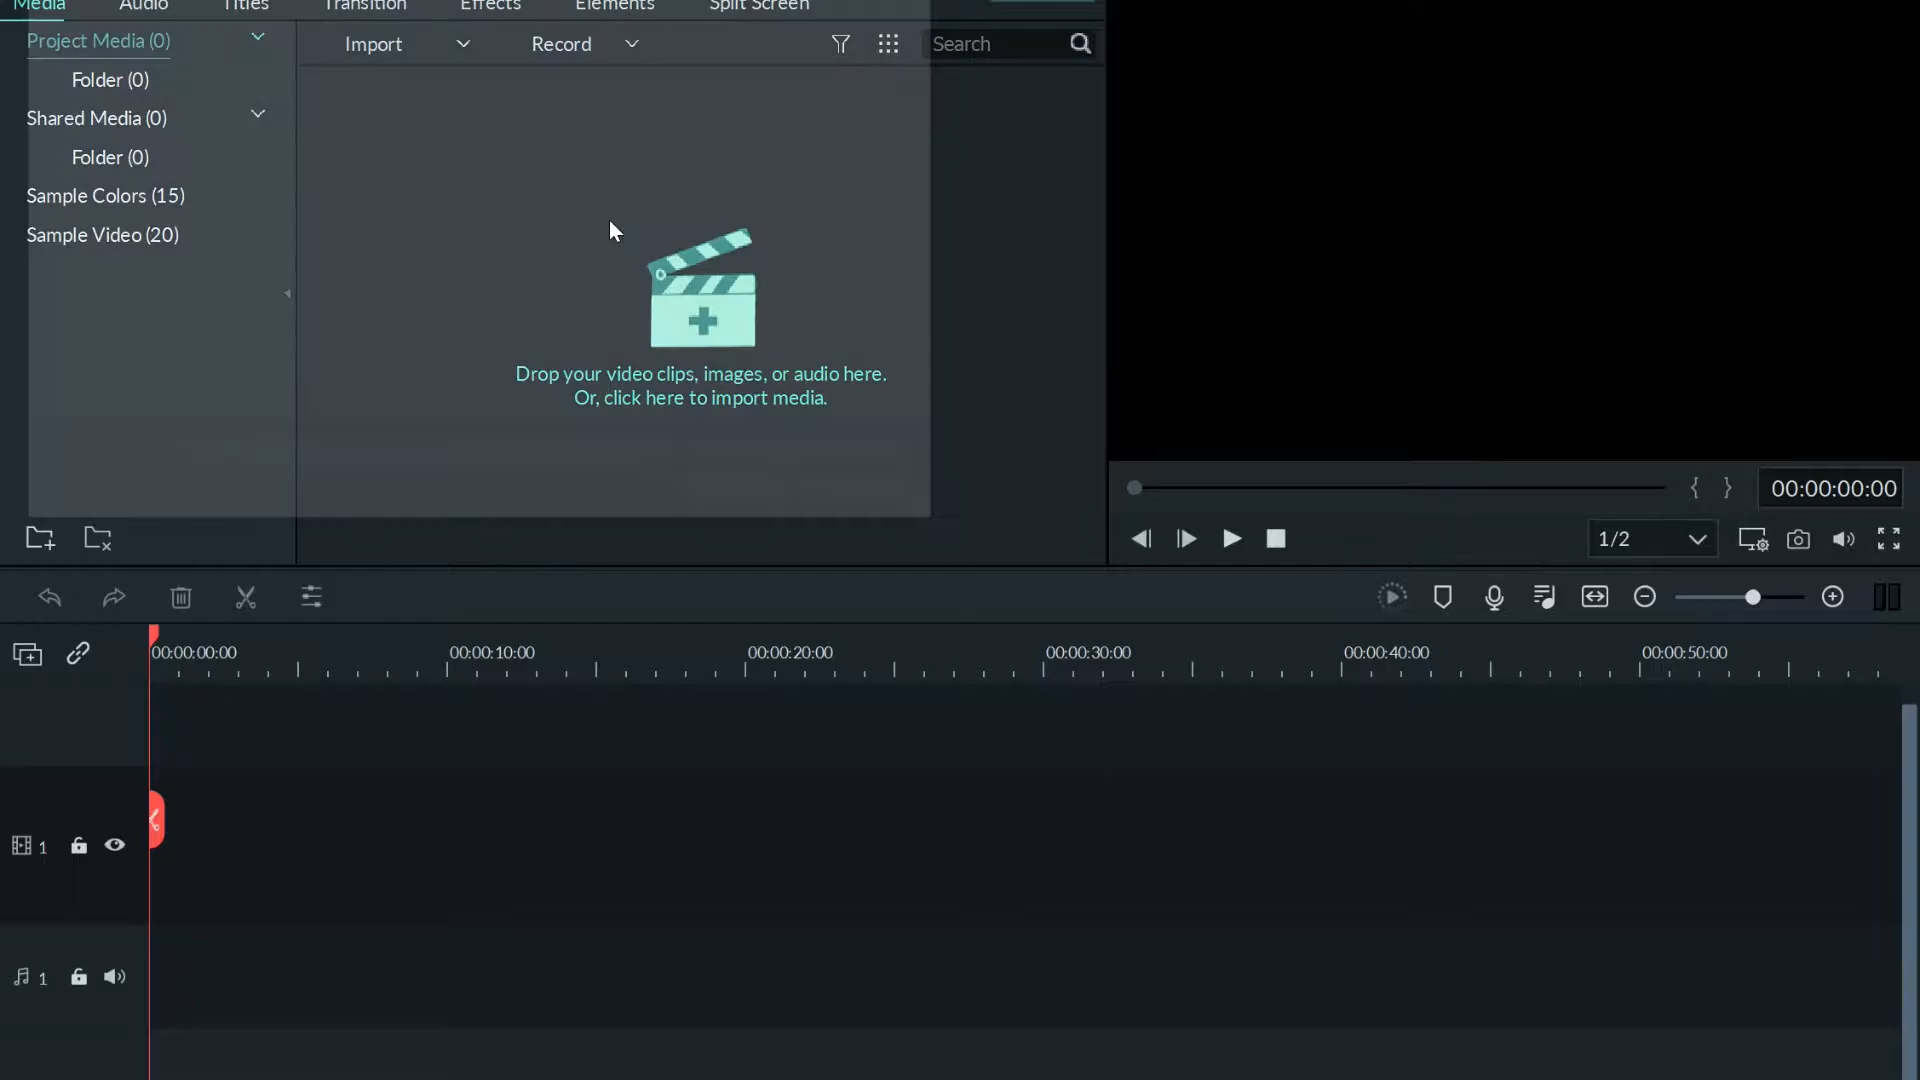 Media Audio Titles Transition Effects Elements Split Screen
Project Media (0)
Import
Record
Search
Folder (0)
Shared Media (0)
Folder (0)
Sample Colors (15)
Sample Video (20)
Drop your video clips, images, or audio here.
Or, click here to import media.
{ } 00:00:00:00
1/2
00:00:00:00 00:00:10:00 00:00:20:00 00:00:30:00 00:00:40:00 00:00:50:00
1
1